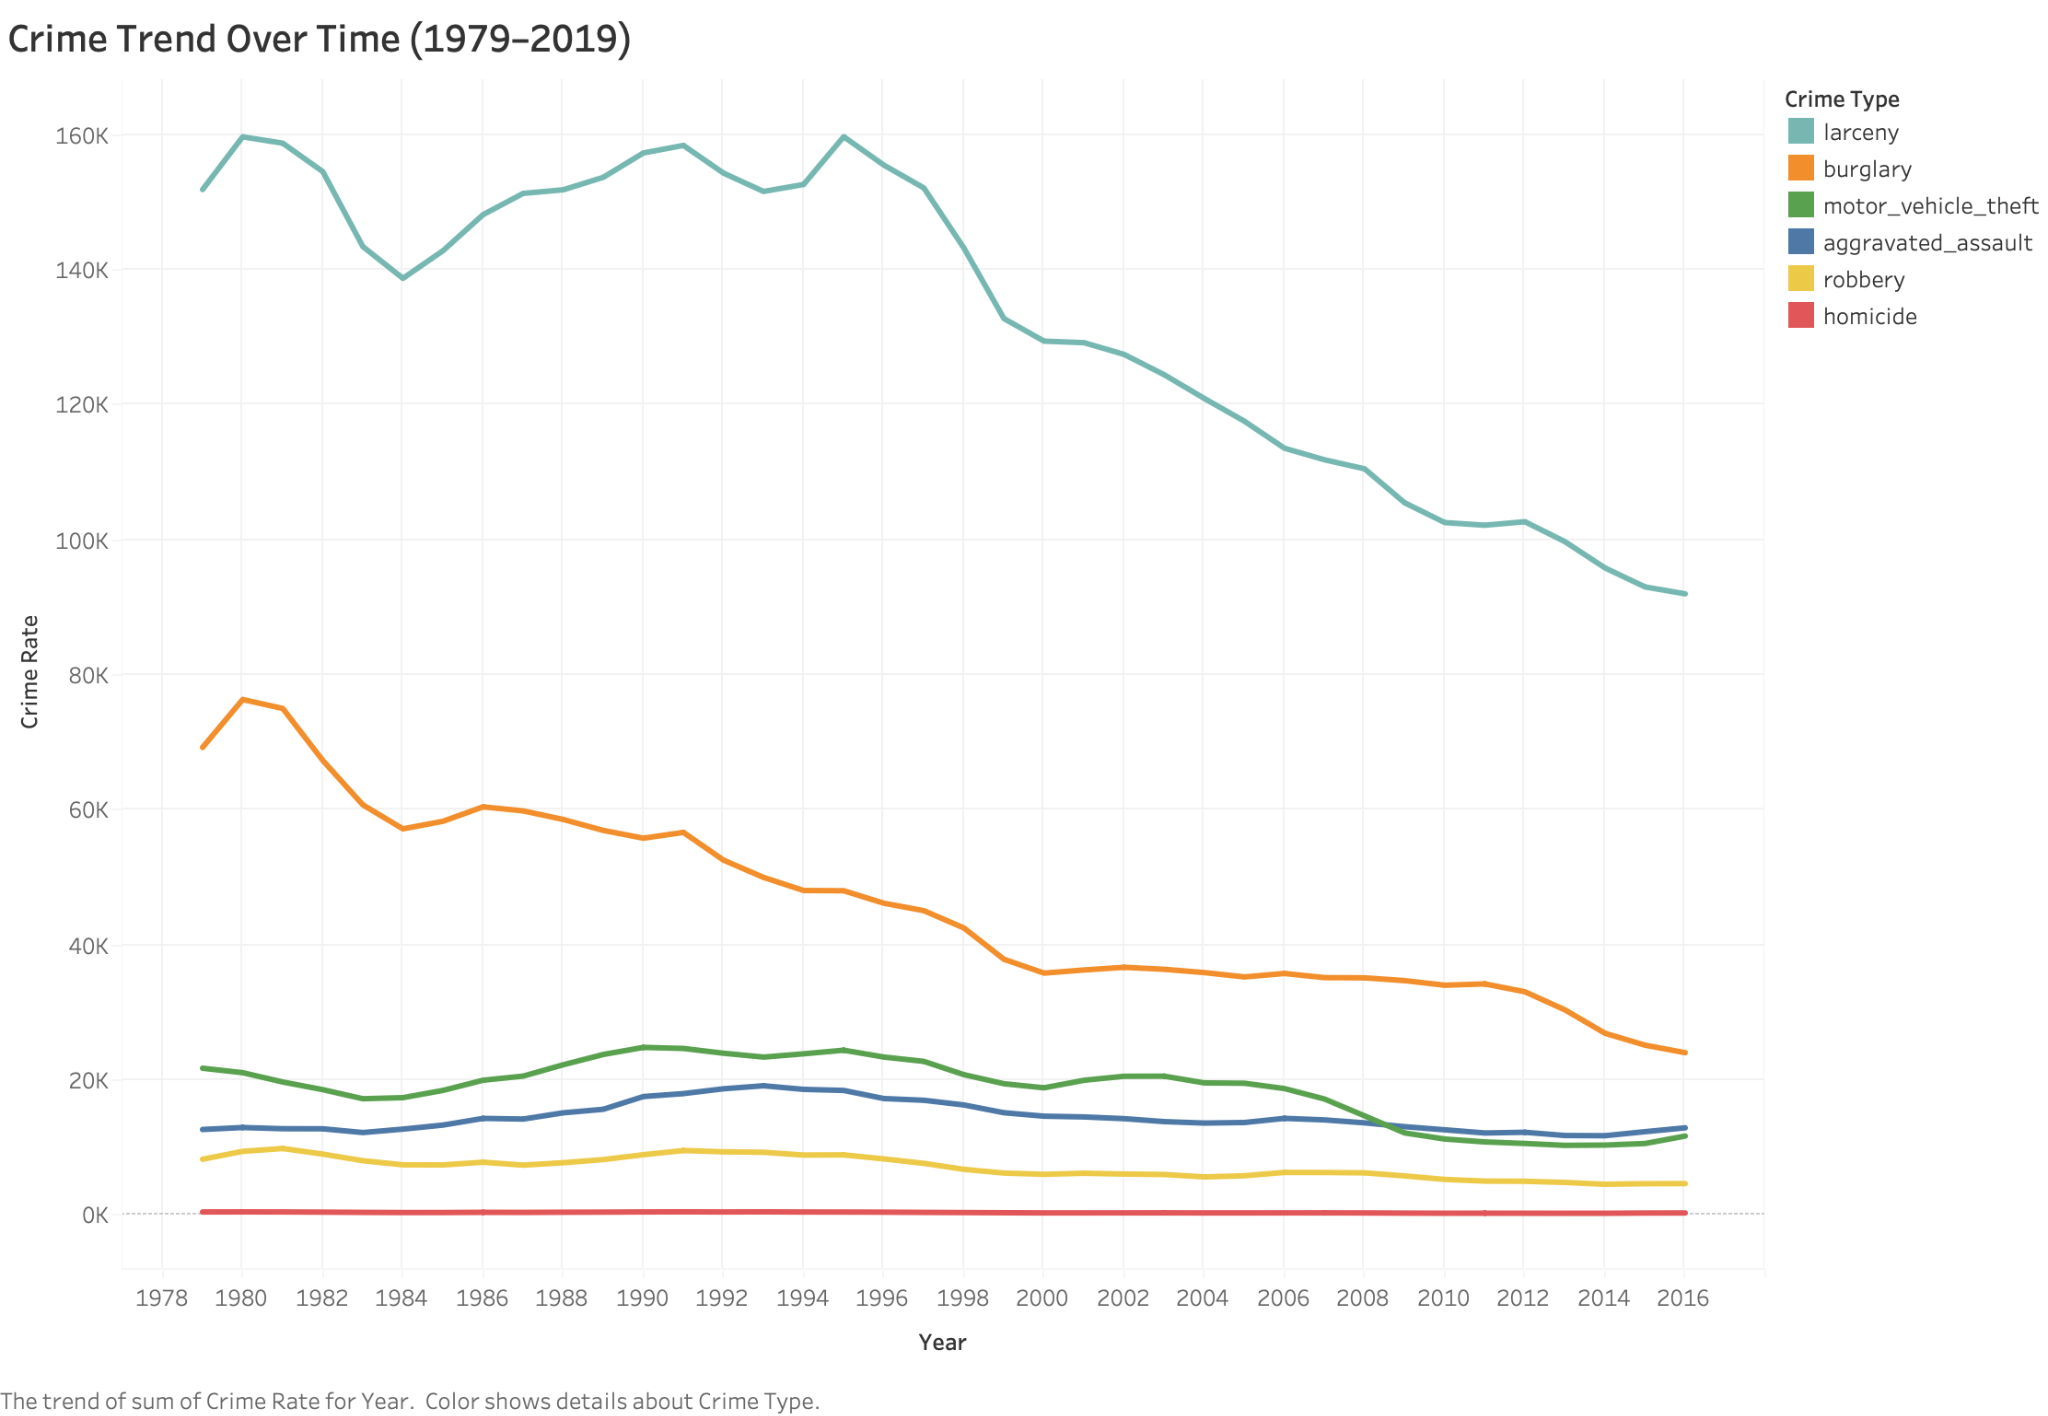 Crime Trend Over Time (1979–2019)
Crime Type
larceny
burglary
motor_vehicle_theft
aggravated_assault
robbery
homicide
160K
140K
120K
100K
80K
60K
40K
20K
0K
Crime Rate
1978 1980 1982 1984 1986 1988 1990 1992 1994 1996 1998 2000 2002 2004 2006 2008 2010 2012 2014 2016
Year
The trend of sum of Crime Rate for Year.  Color shows details about Crime Type.